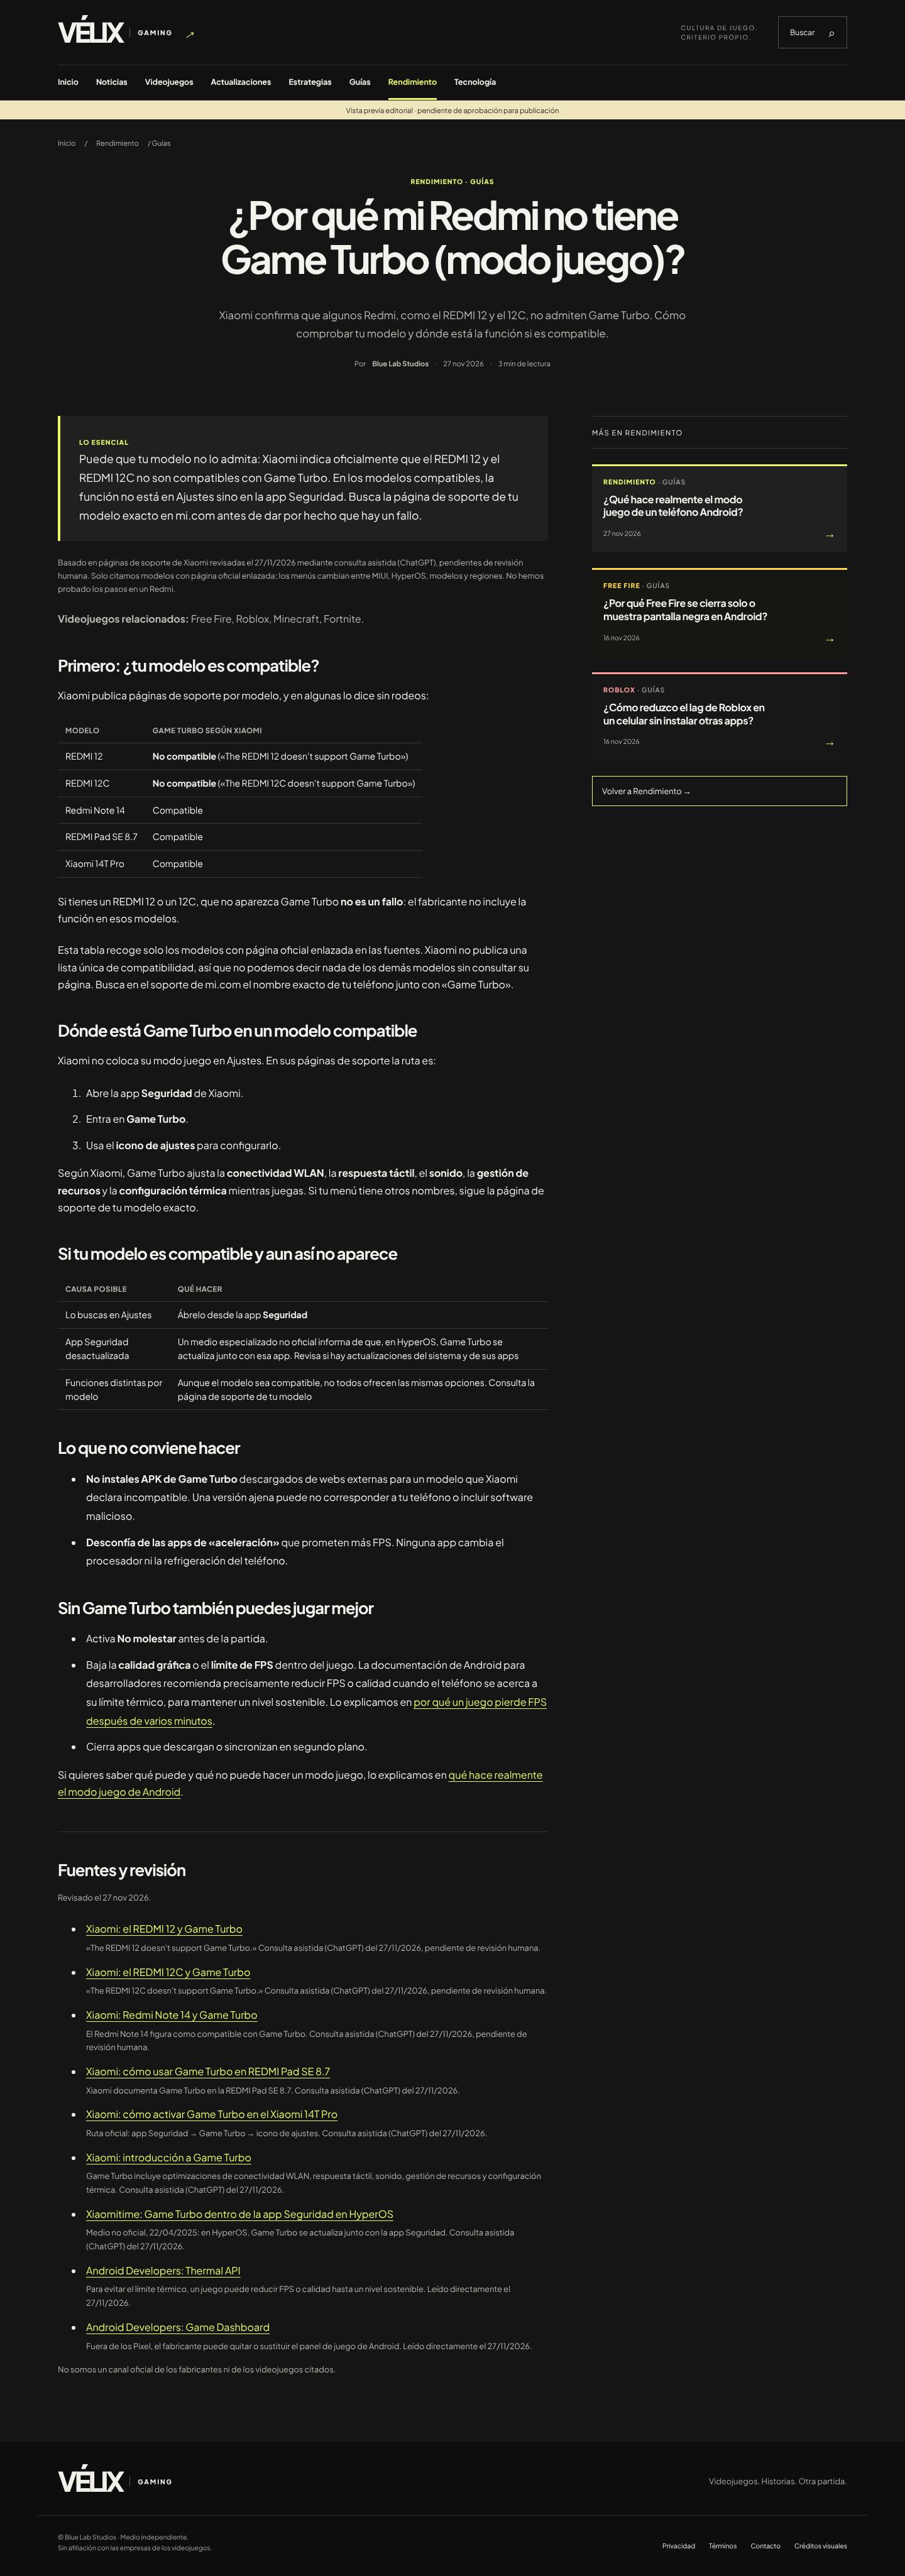 VÉLIX GAMING
CULTURA DE JUEGO.
CRITERIO PROPIO.
Buscar
Inicio Noticias Videojuegos Actualizaciones Estrategias Guías Rendimiento Tecnología
Vista previa editorial · pendiente de aprobación para publicación
Inicio / Rendimiento / Guías
RENDIMIENTO · GUÍAS
¿Por qué mi Redmi no tiene
Game Turbo (modo juego)?
Xiaomi confirma que algunos Redmi, como el REDMI 12 y el 12C, no admiten Game Turbo. Cómo
comprobar tu modelo y dónde está la función si es compatible.
Por Blue Lab Studios · 27 nov 2026 · 3 min de lectura
LO ESENCIAL
Puede que tu modelo no lo admita: Xiaomi indica oficialmente que el REDMI 12 y el
REDMI 12C no son compatibles con Game Turbo. En los modelos compatibles, la
función no está en Ajustes sino en la app Seguridad. Busca la página de soporte de tu
modelo exacto en mi.com antes de dar por hecho que hay un fallo.
Basado en páginas de soporte de Xiaomi revisadas el 27/11/2026 mediante consulta asistida (ChatGPT), pendientes de revisión
humana. Solo citamos modelos con página oficial enlazada; los menús cambian entre MIUI, HyperOS, modelos y regiones. No hemos
probado los pasos en un Redmi.
Videojuegos relacionados: Free Fire, Roblox, Minecraft, Fortnite.
Primero: ¿tu modelo es compatible?
Xiaomi publica páginas de soporte por modelo, y en algunas lo dice sin rodeos:
MODELO GAME TURBO SEGÚN XIAOMI
REDMI 12 No compatible («The REDMI 12 doesn't support Game Turbo»)
REDMI 12C No compatible («The REDMI 12C doesn't support Game Turbo»)
Redmi Note 14 Compatible
REDMI Pad SE 8.7 Compatible
Xiaomi 14T Pro Compatible
Si tienes un REDMI 12 o un 12C, que no aparezca Game Turbo no es un fallo: el fabricante no incluye la
función en esos modelos.
Esta tabla recoge solo los modelos con página oficial enlazada en las fuentes. Xiaomi no publica una
lista única de compatibilidad, así que no podemos decir nada de los demás modelos sin consultar su
página. Busca en el soporte de mi.com el nombre exacto de tu teléfono junto con «Game Turbo».
Dónde está Game Turbo en un modelo compatible
Xiaomi no coloca su modo juego en Ajustes. En sus páginas de soporte la ruta es:
1. Abre la app Seguridad de Xiaomi.
2. Entra en Game Turbo.
3. Usa el icono de ajustes para configurarlo.
Según Xiaomi, Game Turbo ajusta la conectividad WLAN, la respuesta táctil, el sonido, la gestión de
recursos y la configuración térmica mientras juegas. Si tu menú tiene otros nombres, sigue la página de
soporte de tu modelo exacto.
Si tu modelo es compatible y aun así no aparece
CAUSA POSIBLE QUÉ HACER
Lo buscas en Ajustes Ábrelo desde la app Seguridad
App Seguridad
desactualizada
Un medio especializado no oficial informa de que, en HyperOS, Game Turbo se
actualiza junto con esa app. Revisa si hay actualizaciones del sistema y de sus apps
Funciones distintas por
modelo
Aunque el modelo sea compatible, no todos ofrecen las mismas opciones. Consulta la
página de soporte de tu modelo
Lo que no conviene hacer
• No instales APK de Game Turbo descargados de webs externas para un modelo que Xiaomi
declara incompatible. Una versión ajena puede no corresponder a tu teléfono o incluir software
malicioso.
• Desconfía de las apps de «aceleración» que prometen más FPS. Ninguna app cambia el
procesador ni la refrigeración del teléfono.
Sin Game Turbo también puedes jugar mejor
• Activa No molestar antes de la partida.
• Baja la calidad gráfica o el límite de FPS dentro del juego. La documentación de Android para
desarrolladores recomienda precisamente reducir FPS o calidad cuando el teléfono se acerca a
su límite térmico, para mantener un nivel sostenible. Lo explicamos en por qué un juego pierde FPS
después de varios minutos.
• Cierra apps que descargan o sincronizan en segundo plano.
Si quieres saber qué puede y qué no puede hacer un modo juego, lo explicamos en qué hace realmente
el modo juego de Android.
Fuentes y revisión
Revisado el 27 nov 2026.
• Xiaomi: el REDMI 12 y Game Turbo
«The REDMI 12 doesn't support Game Turbo.» Consulta asistida (ChatGPT) del 27/11/2026, pendiente de revisión humana.
• Xiaomi: el REDMI 12C y Game Turbo
«The REDMI 12C doesn't support Game Turbo.» Consulta asistida (ChatGPT) del 27/11/2026, pendiente de revisión humana.
• Xiaomi: Redmi Note 14 y Game Turbo
El Redmi Note 14 figura como compatible con Game Turbo. Consulta asistida (ChatGPT) del 27/11/2026, pendiente de
revisión humana.
• Xiaomi: cómo usar Game Turbo en REDMI Pad SE 8.7
Xiaomi documenta Game Turbo en la REDMI Pad SE 8.7. Consulta asistida (ChatGPT) del 27/11/2026.
• Xiaomi: cómo activar Game Turbo en el Xiaomi 14T Pro
Ruta oficial: app Seguridad → Game Turbo → icono de ajustes. Consulta asistida (ChatGPT) del 27/11/2026.
• Xiaomi: introducción a Game Turbo
Game Turbo incluye optimizaciones de conectividad WLAN, respuesta táctil, sonido, gestión de recursos y configuración
térmica. Consulta asistida (ChatGPT) del 27/11/2026.
• Xiaomitime: Game Turbo dentro de la app Seguridad en HyperOS
Medio no oficial, 22/04/2025: en HyperOS, Game Turbo se actualiza junto con la app Seguridad. Consulta asistida
(ChatGPT) del 27/11/2026.
• Android Developers: Thermal API
Para evitar el límite térmico, un juego puede reducir FPS o calidad hasta un nivel sostenible. Leído directamente el
27/11/2026.
• Android Developers: Game Dashboard
Fuera de los Pixel, el fabricante puede quitar o sustituir el panel de juego de Android. Leído directamente el 27/11/2026.
No somos un canal oficial de los fabricantes ni de los videojuegos citados.
MÁS EN RENDIMIENTO
RENDIMIENTO · GUÍAS
¿Qué hace realmente el modo
juego de un teléfono Android?
27 nov 2026 →
FREE FIRE · GUÍAS
¿Por qué Free Fire se cierra solo o
muestra pantalla negra en Android?
16 nov 2026 →
ROBLOX · GUÍAS
¿Cómo reduzco el lag de Roblox en
un celular sin instalar otras apps?
16 nov 2026 →
Volver a Rendimiento →
VÉLIX GAMING
Videojuegos. Historias. Otra partida.
© Blue Lab Studios · Medio independiente.
Sin afiliación con las empresas de los videojuegos.
Privacidad Términos Contacto Créditos visuales